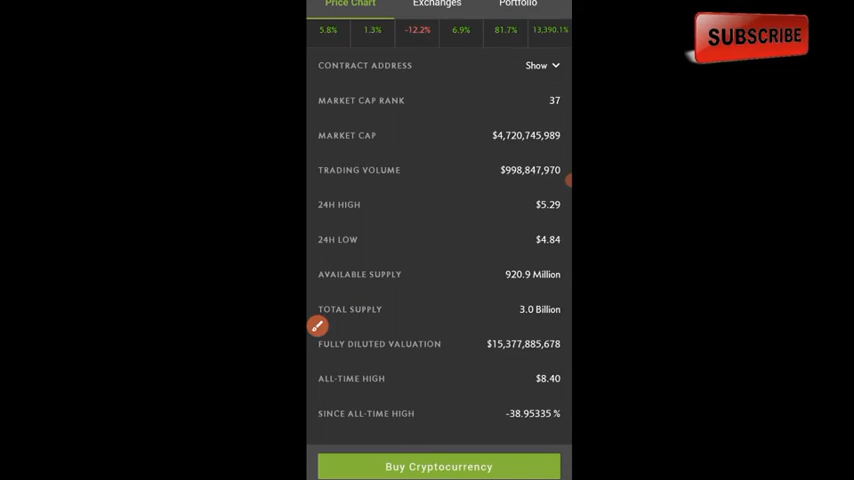 Price Chart Exchanges Portfolio
SUBSCRIBE
5.8% 1.3% -12.2% 6.9% 81.7% 13,390.1%
CONTRACT ADDRESS Show
MARKET CAP RANK 37
MARKET CAP $4,720,745,989
TRADING VOLUME $998,847,970
24H HIGH $5.29
24H LOW $4.84
AVAILABLE SUPPLY 920.9 Million
TOTAL SUPPLY 3.0 Billion
FULLY DILUTED VALUATION $15,377,885,678
ALL-TIME HIGH $8.40
SINCE ALL-TIME HIGH -38.95335 %
Buy Cryptocurrency